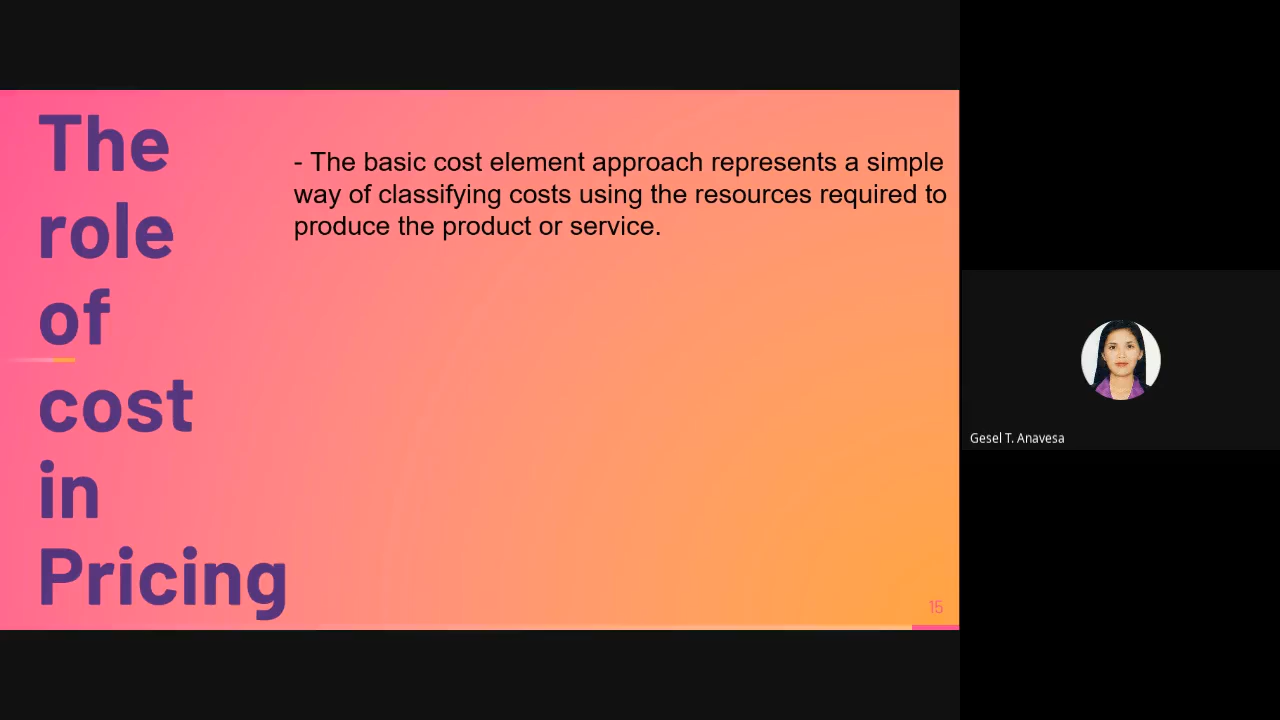 The
role
of
cost
in
Pricing
- The basic cost element approach represents a simple
way of classifying costs using the resources required to
produce the product or service.
15
Gesel T. Anavesa